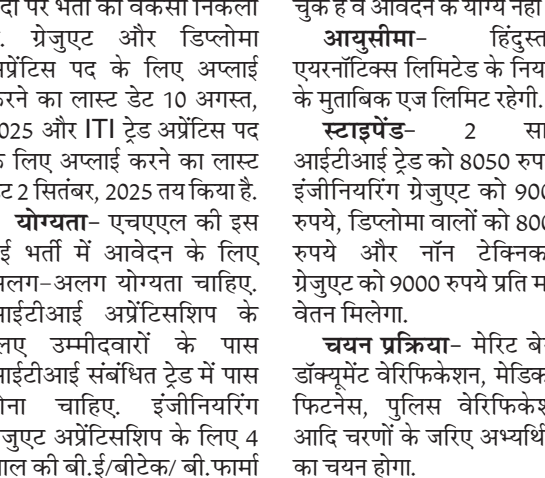 पदों पर भर्ती की वैकेंसी निकली
ग्रेजुएट और डिप्लोमा
अप्रेंटिस पद के लिए अप्लाई
करने का लास्ट डेट 10 अगस्त,
2025 और ITI ट्रेड अप्रेंटिस पद
के लिए अप्लाई करने का लास्ट
डेट 2 सितंबर, 2025 तय किया है.
योग्यता– एचएएल की इस
भर्ती में आवेदन के लिए
अलग–अलग योग्यता चाहिए.
आईटीआई अप्रेंटिसशिप के
लिए उम्मीदवारों के पास
आईटीआई संबंधित ट्रेड में पास
होना चाहिए. इंजीनियरिंग
ग्रेजुएट अप्रेंटिसशिप के लिए 4
साल की बी.ई/बीटेक/ बी.फार्मा
चुके हैं व आवेदन के योग्य नहीं
आयुसीमा– हिंदुस्त
एयरनॉटिक्स लिमिटेड के निय
के मुताबिक एज लिमिट रहेगी.
स्टाइपेंड– 2 सा
आईटीआई ट्रेड को 8050 रुप
इंजीनियरिंग ग्रेजुएट को 900
रुपये, डिप्लोमा वालों को 800
रुपये और नॉन टेक्निक
ग्रेजुएट को 9000 रुपये प्रति म
वेतन मिलेगा.
चयन प्रक्रिया– मेरिट बे
डॉक्यूमेंट वेरिफिकेशन, मेडिक
फिटनेस, पुलिस वेरिफिकेश
आदि चरणों के जरिए अभ्यर्थि
का चयन होगा.